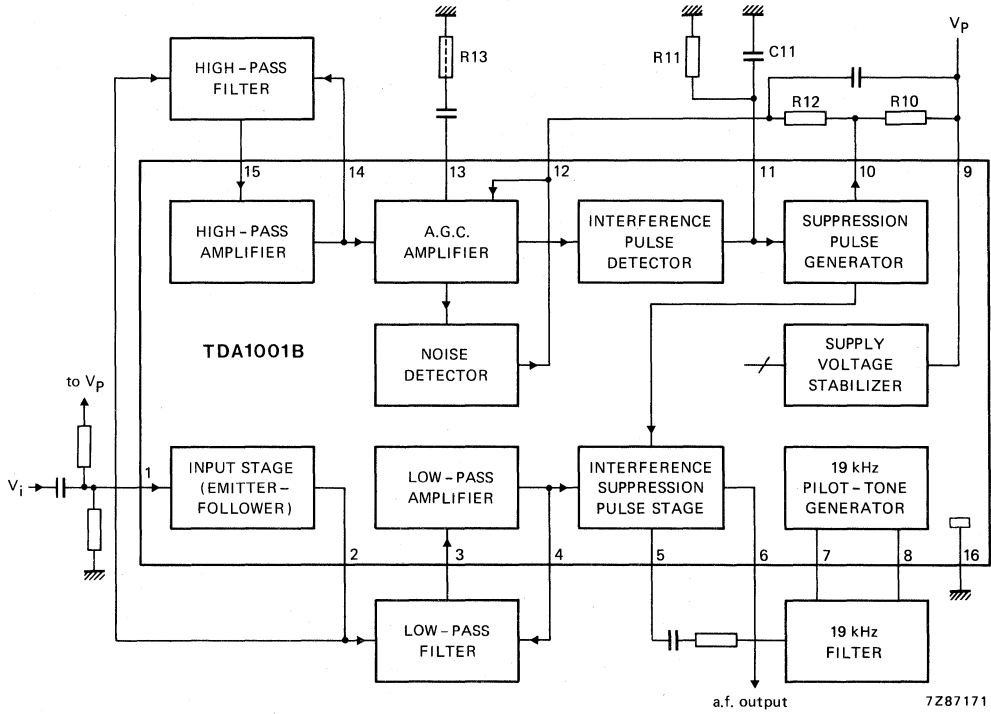 VP
R13
R11
C11
HIGH-PASS
FILTER
R12
R10
15
14
13
12
11
10
9
HIGH-PASS
AMPLIFIER
A.G.C.
AMPLIFIER
INTERFERENCE
PULSE
DETECTOR
SUPPRESSION
PULSE
GENERATOR
TDA1001B
NOISE
DETECTOR
SUPPLY
VOLTAGE
STABILIZER
to VP
Vi
1
INPUT STAGE
(EMITTER-
FOLLOWER)
LOW-PASS
AMPLIFIER
INTERFERENCE
SUPPRESSION
PULSE STAGE
19 kHz
PILOT-TONE
GENERATOR
2
3
4
5
6
7
8
16
LOW-PASS
FILTER
19 kHz
FILTER
a.f. output
7Z87171